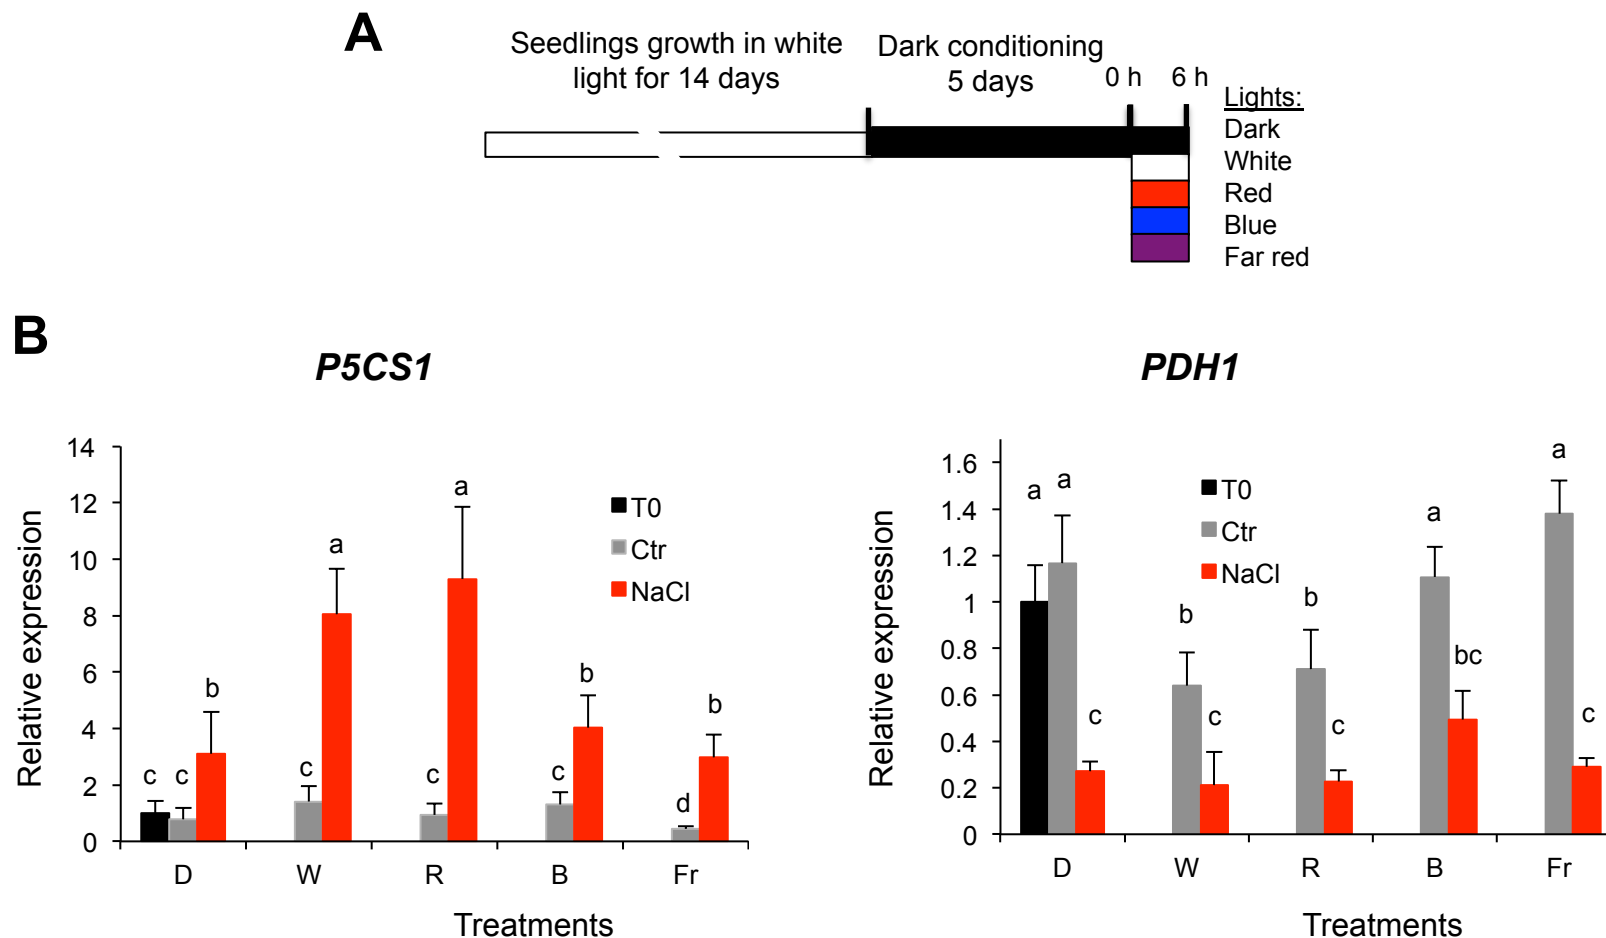 A
Seedlings growth in white
light for 14 days
Dark conditioning
5 days
0 h
6 h
Lights:
Dark
White
Red
Blue
Far red
B
P5CS1
Relative expression
14
12
10
8
6
4
2
0
c
c
b
c
a
c
a
c
b
d
b
T0
Ctr
NaCl
D
W
R
B
Fr
Treatments
PDH1
Relative expression
1.6
1.4
1.2
1
0.8
0.6
0.4
0.2
0
a
a
c
b
c
b
c
a
bc
a
c
T0
Ctr
NaCl
D
W
R
B
Fr
Treatments